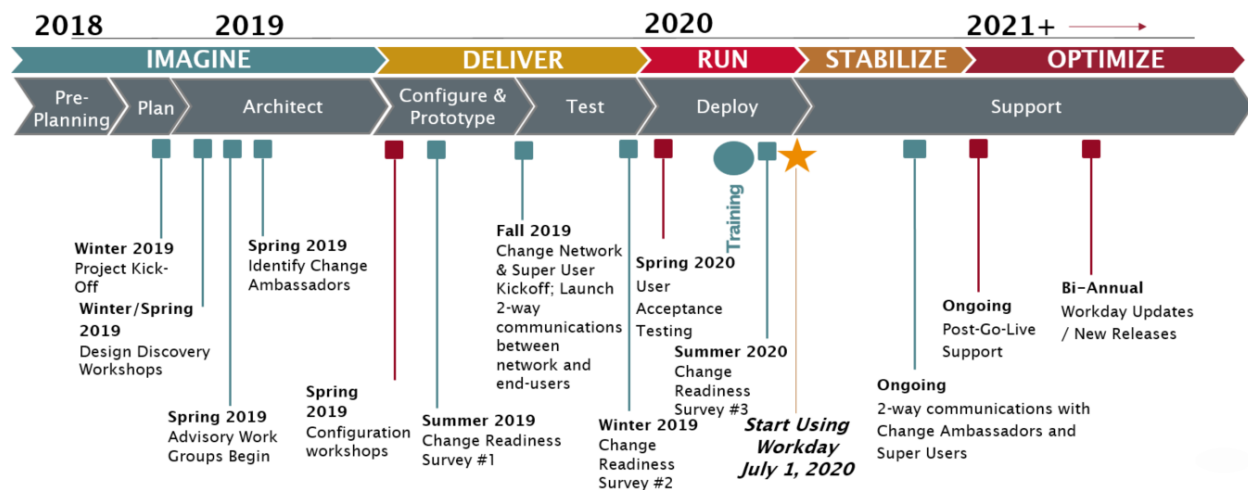 2018
2019
2020
2021+
IMAGINE
DELIVER
RUN
STABILIZE
OPTIMIZE
Pre-
Planning
Plan
Architect
Configure &
Prototype
Test
Deploy
Support
Winter 2019
Project Kick-
Off
Winter/Spring
2019
Design Discovery
Workshops
Spring 2019
Advisory Work
Groups Begin
Spring 2019
Identify Change
Ambassadors
Spring
2019
Configuration
workshops
Summer 2019
Change Readiness
Survey #1
Fall 2019
Change Network
& Super User
Kickoff; Launch
2-way
communications
between
network and
end-users
Winter 2019
Change
Readiness
Survey #2
Spring 2020
User
Acceptance
Testing
Training
Summer 2020
Change
Readiness
Survey #3
Start Using
Workday
July 1, 2020
Ongoing
2-way communications with
Change Ambassadors and
Super Users
Ongoing
Post-Go-Live
Support
Bi-Annual
Workday Updates
/ New Releases